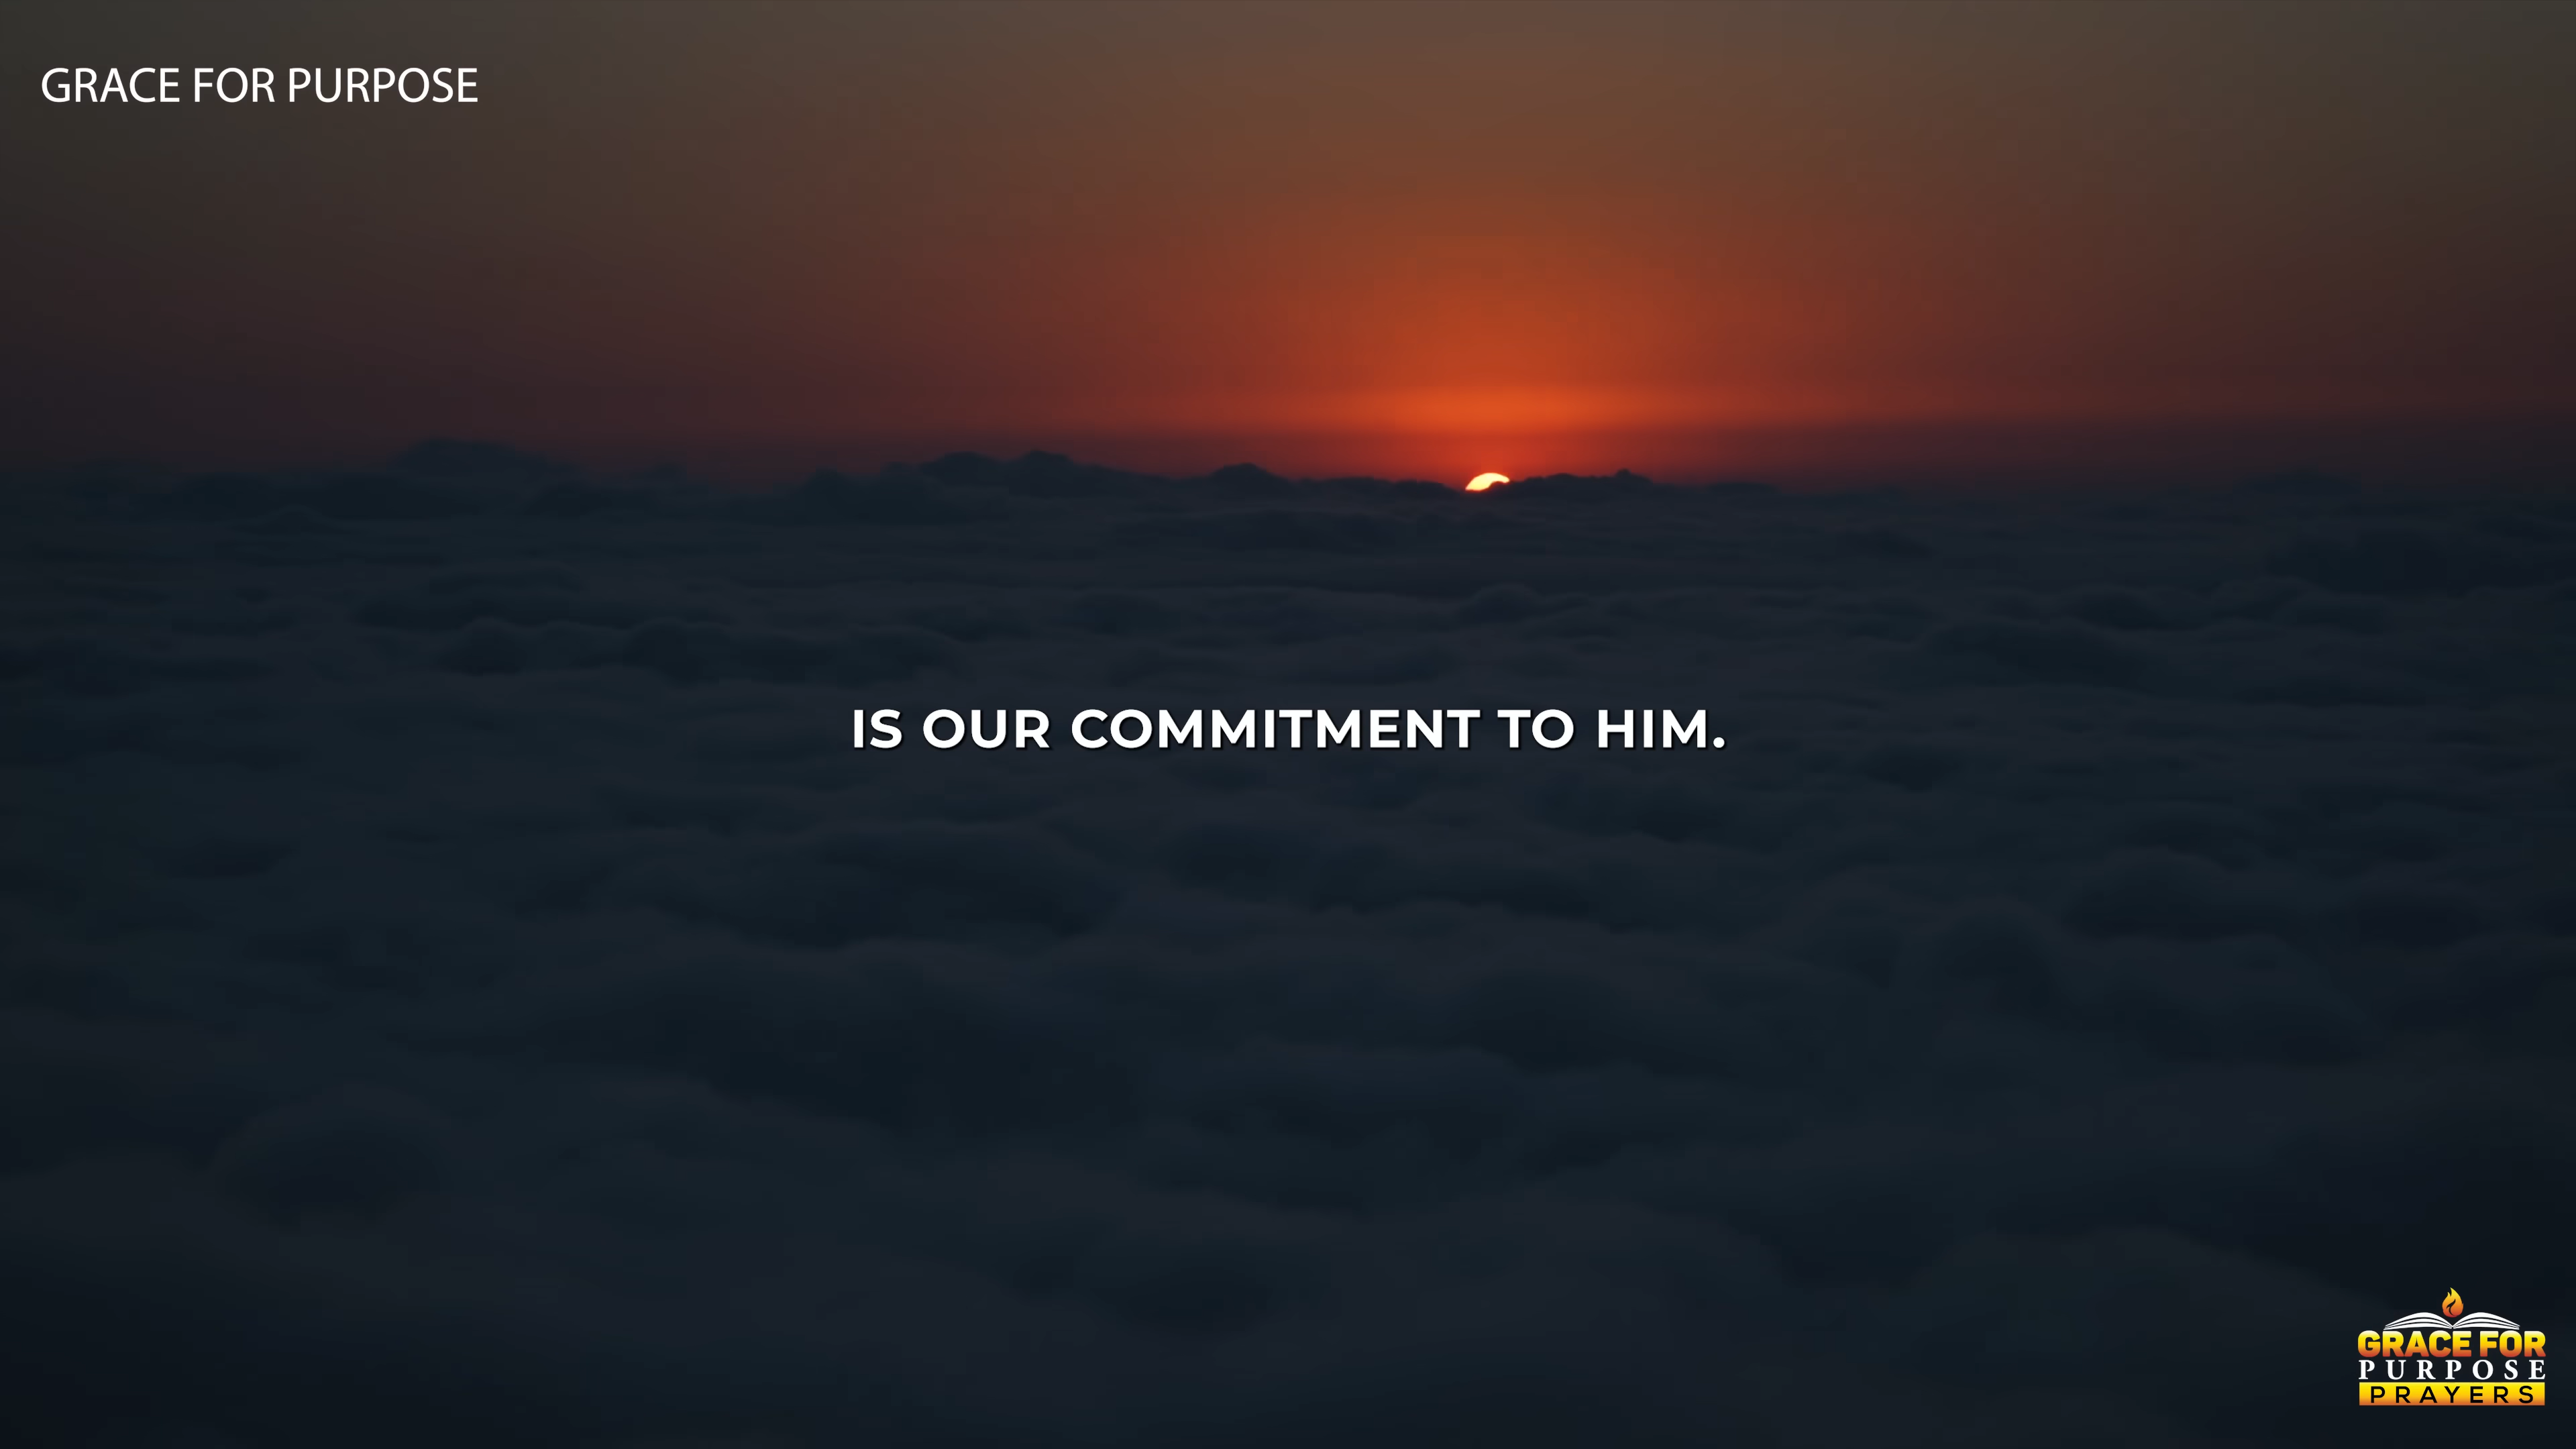 GRACE FOR PURPOSE
IS OUR COMMITMENT TO HIM.
GRACE FOR
PURPOSE
PRAYERS